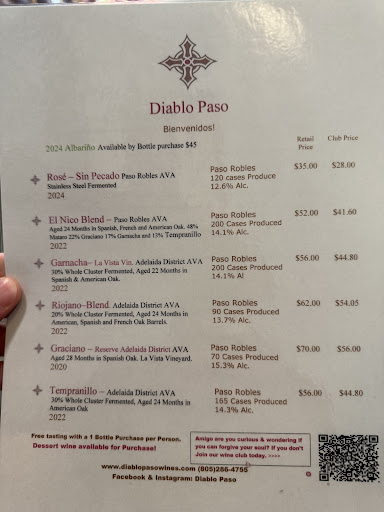 Diablo Paso
Bienvenidos!
2024 Albariño Available by Bottle purchase $45
Retail Price
Club Price
Rosé – Sin Pecado Paso Robles AVA
Stainless Steel Fermented
2024
Paso Robles
120 cases Produce
12.6% Alc.
$35.00
$28.00
El Nico Blend – Paso Robles AVA
Aged 24 Months in Spanish, French and American Oak. 48%
Mataro 22% Graciano 17% Garnacha and 13% Tempranillo
2022
Paso Robles
200 Cases Produced
14.1% Alc.
$52.00
$41.60
Garnacha– La Vista Vin. Adelaida District AVA
30% Whole Cluster Fermented, Aged 22 Months in
Spanish & American Oak.
2022
Paso Robles
200 Cases Produced
14.1% Al
$56.00
$44.80
Riojano–Blend. Adelaida District AVA
20% Whole Cluster Fermented, Aged 24 Months in
American, Spanish and French Oak Barrels.
2022
Paso Robles
90 Cases Produced
13.7% Alc.
$62.00
$54.05
Graciano – Reserve Adelaida District AVA
Aged 28 Months in Spanish Oak. La Vista Vineyard.
2020
Paso Robles
70 Cases Produced
15.3% Alc.
$70.00
$56.00
Tempranillo – Adelaida District AVA
30% Whole Cluster Fermented, Aged 24 Months in
American Oak
2022
Paso Robles
165 Cases Produced
14.3% Alc.
$56.00
$44.80
Free tasting with a 1 Bottle Purchase per Person.
Dessert wine available for Purchase!
Amigo are you curious & wondering if
you can forgive your soul? If you don't
Join our wine club today. >>>>
www.diablopasowines.com (805)286-4755
Facebook & Instagram: Diablo Paso